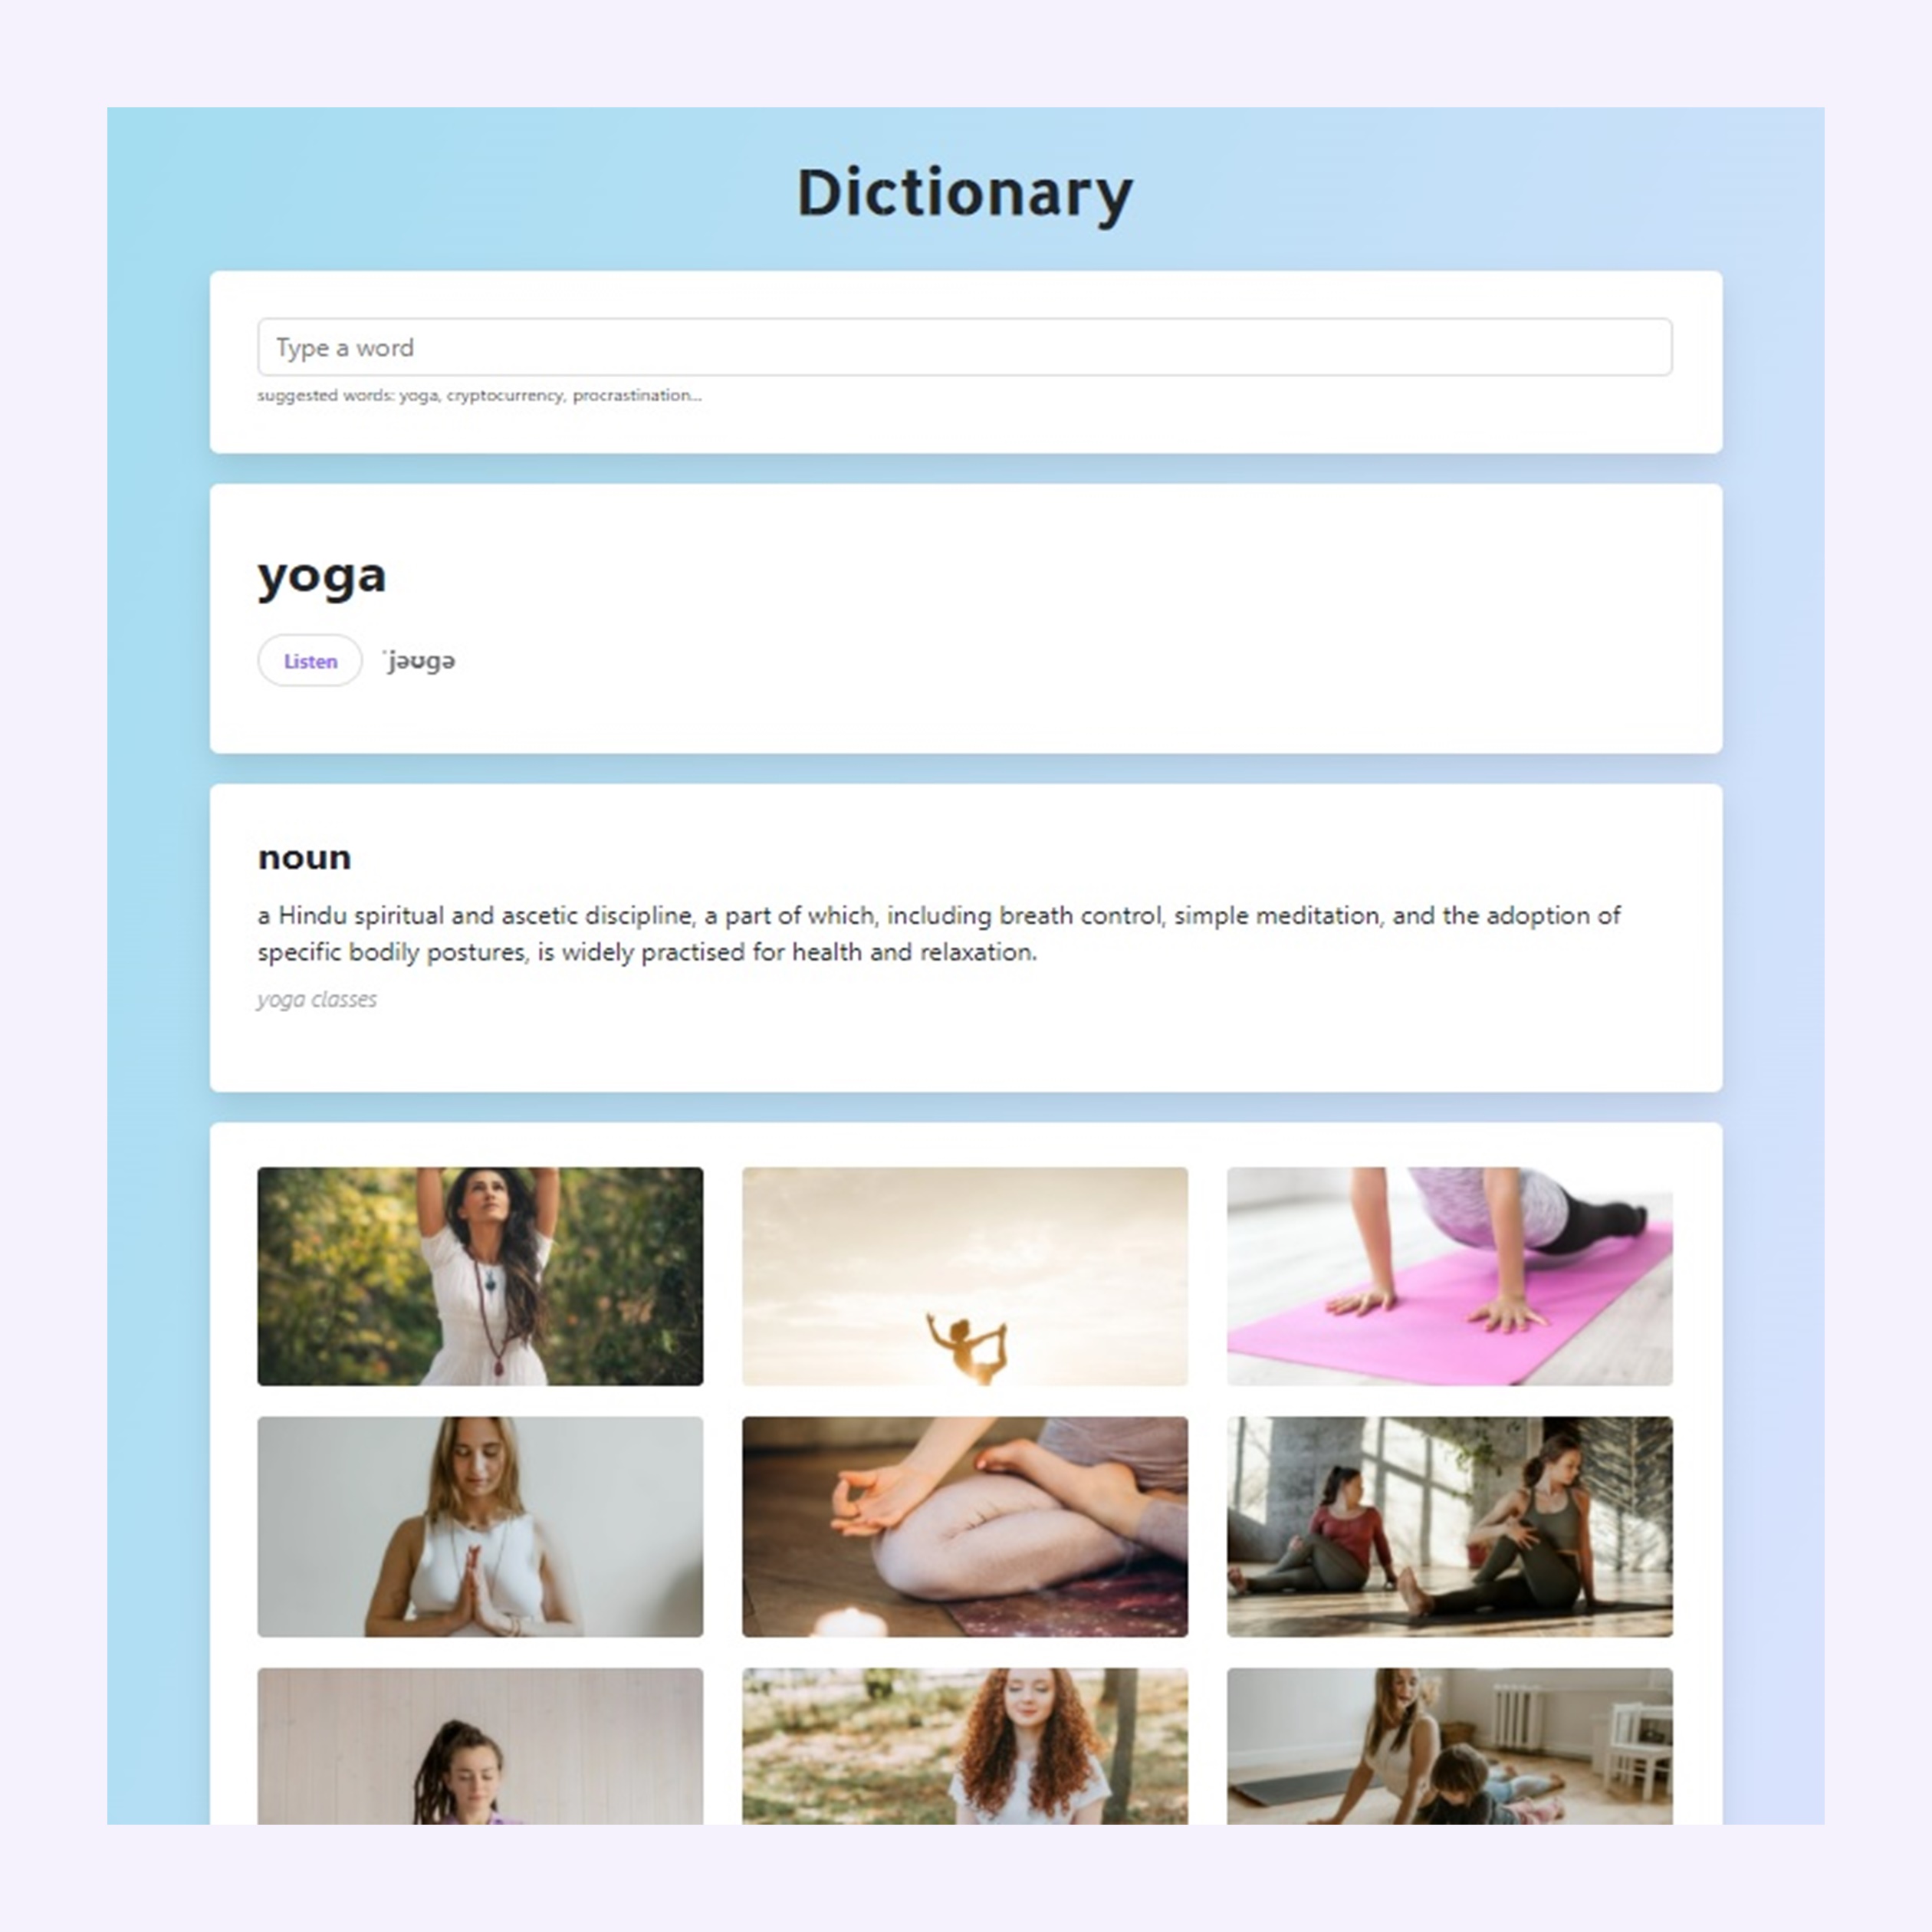 Dictionary
Type a word
suggested words: yoga, cryptocurrency, procrastination...
yoga
Listen ˈjəʊɡə
noun
a Hindu spiritual and ascetic discipline, a part of which, including breath control, simple meditation, and the adoption of
specific bodily postures, is widely practised for health and relaxation.
yoga classes